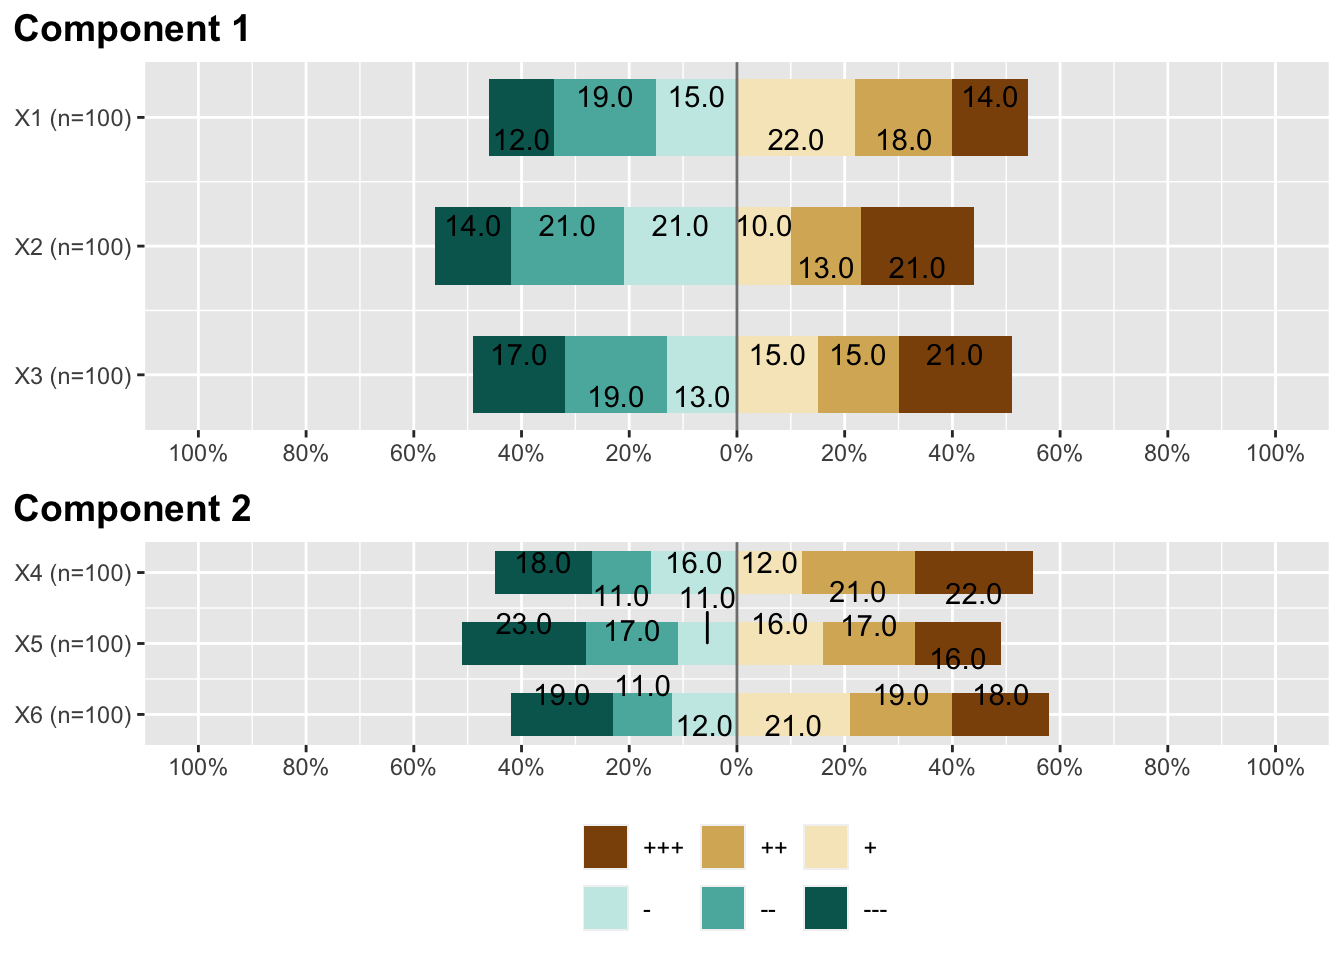 Component 1
X1 (n=100)
12.0 19.0 15.0 22.0 18.0 14.0
X2 (n=100)
14.0 21.0 21.0 10.0 13.0 21.0
X3 (n=100)
17.0 19.0 13.0 15.0 15.0 21.0
100% 80% 60% 40% 20% 0% 20% 40% 60% 80% 100%
Component 2
X4 (n=100)
18.0 11.0 16.0 12.0 21.0 22.0
X5 (n=100)
23.0 17.0 11.0 16.0 17.0 16.0
X6 (n=100)
19.0 11.0 12.0 21.0 19.0 18.0
100% 80% 60% 40% 20% 0% 20% 40% 60% 80% 100%
+++ ++ +
- -- ---